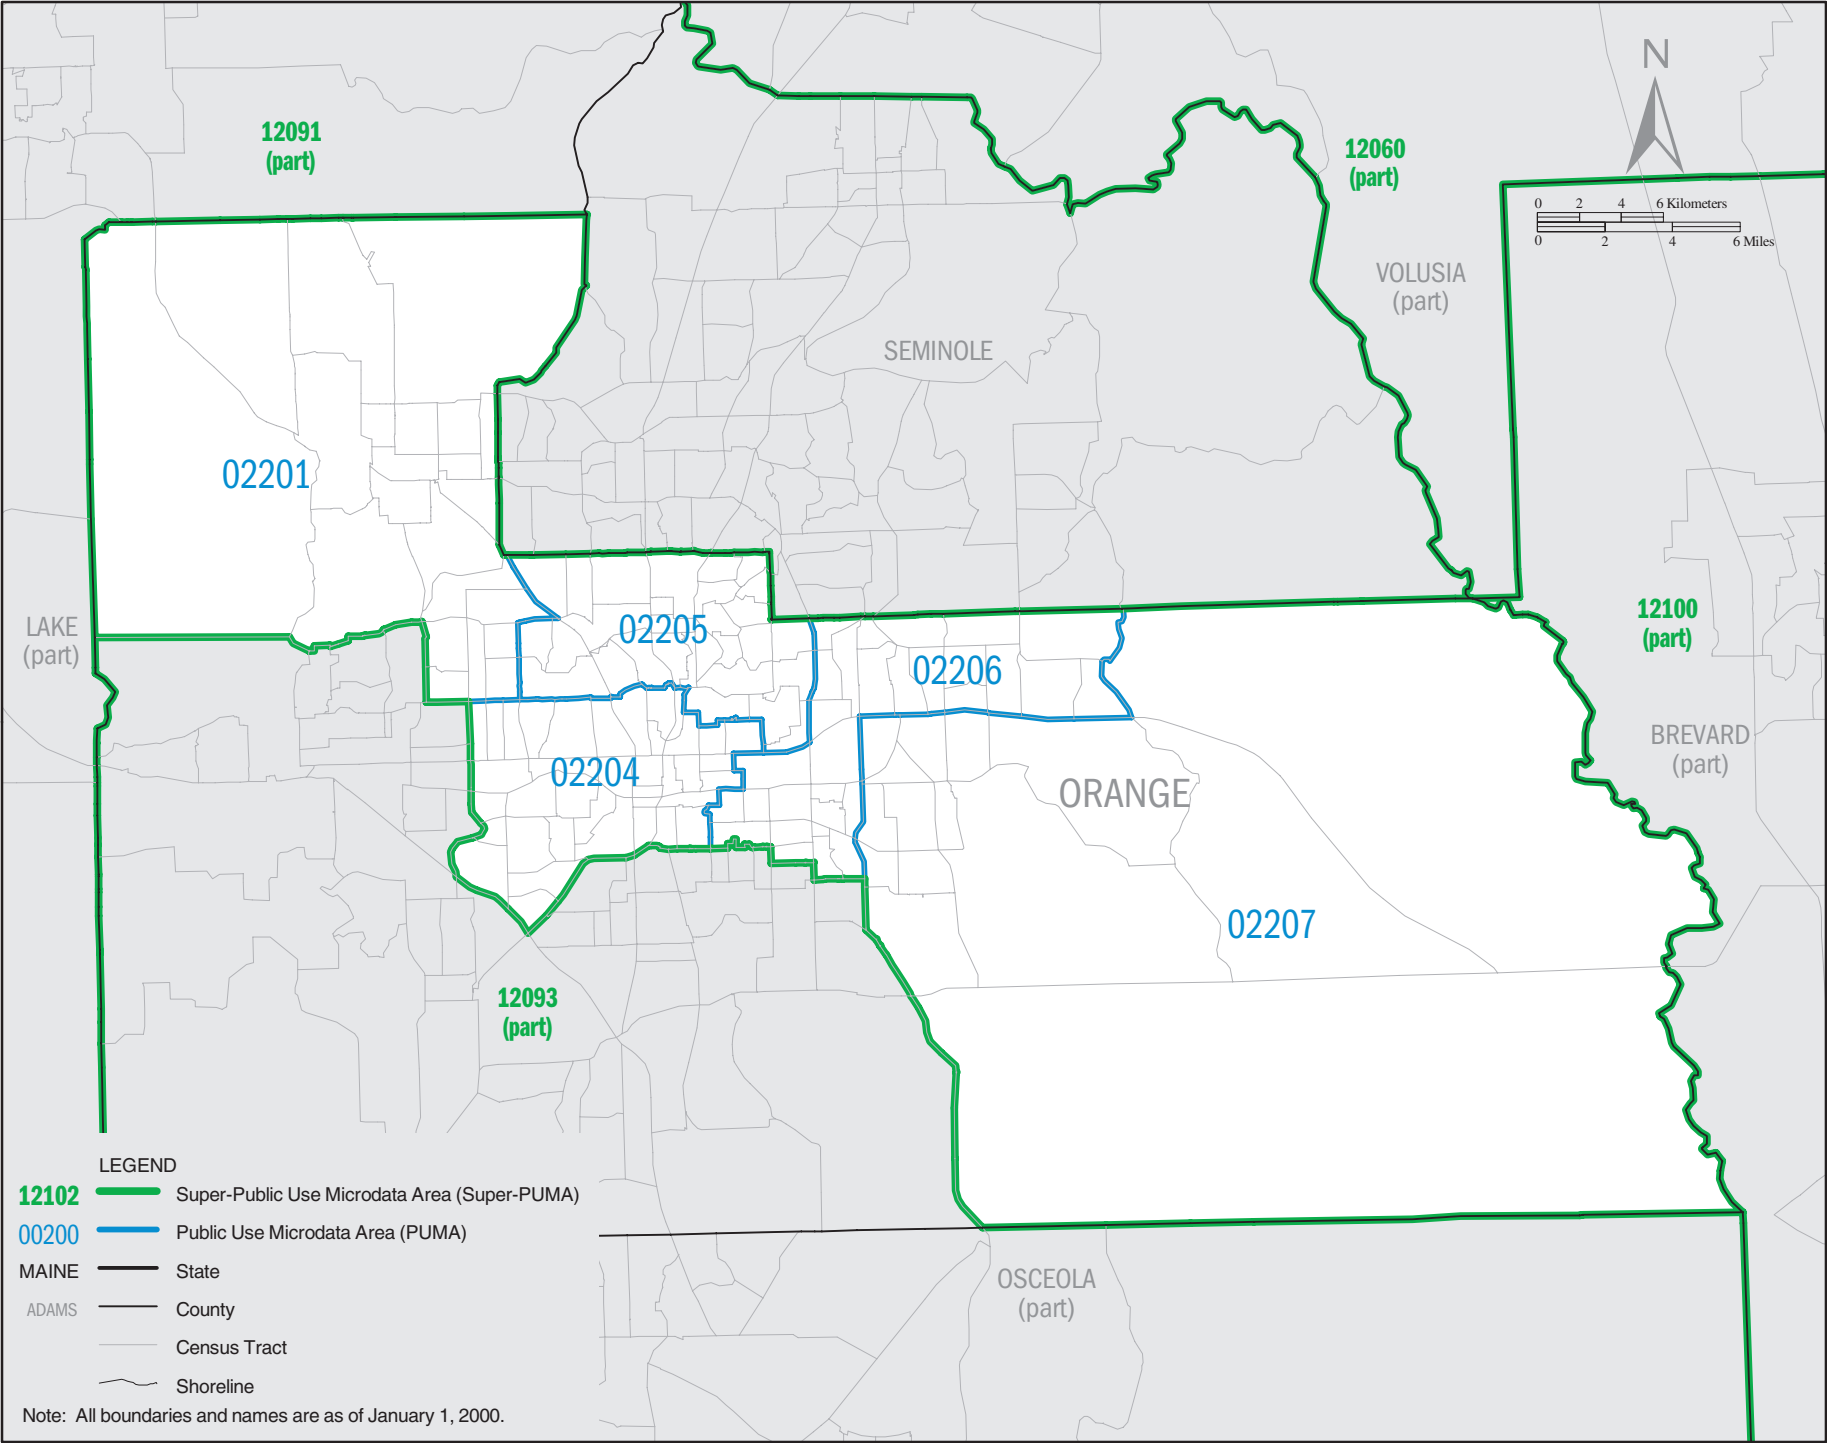 N
12091
(part)
12060
(part)
0 2 4 6 Kilometers
0 2 4 6 Miles
VOLUSIA
(part)
SEMINOLE
02201
LAKE
(part)
02205
02206
12100
(part)
BREVARD
(part)
02204
ORANGE
02207
12093
(part)
OSCEOLA
(part)
LEGEND
12102 Super-Public Use Microdata Area (Super-PUMA)
00200 Public Use Microdata Area (PUMA)
MAINE State
ADAMS County
Census Tract
Shoreline
Note: All boundaries and names are as of January 1, 2000.